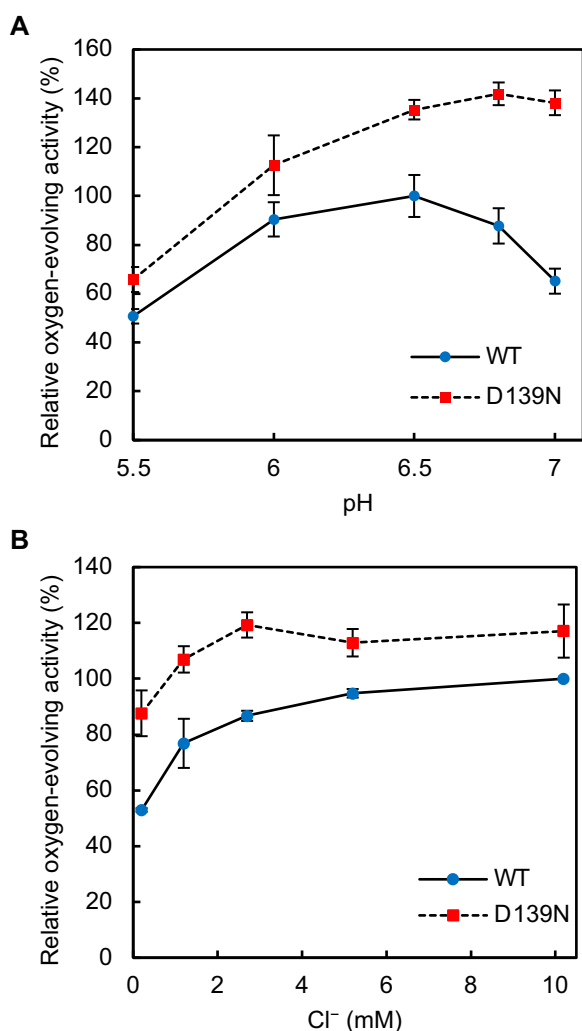 A
Relative oxygen-evolving activity (%)
160
140
120
100
80
60
40
20
0
5.5
6
6.5
7
pH
WT
D139N
B
Relative oxygen-evolving activity (%)
140
120
100
80
60
40
20
0
0
2
4
6
8
10
Cl⁻ (mM)
WT
D139N